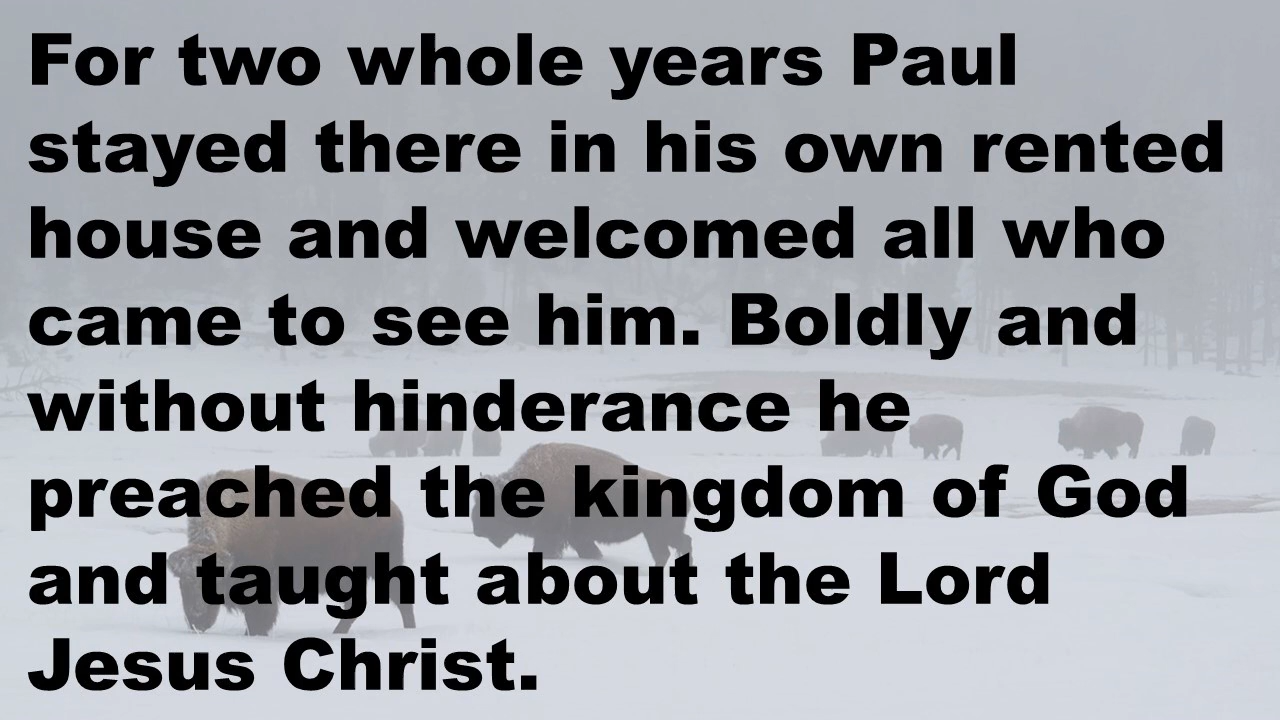 For two whole years Paul
stayed there in his own rented
house and welcomed all who
came to see him. Boldly and
without hinderance he
preached the kingdom of God
and taught about the Lord
Jesus Christ.